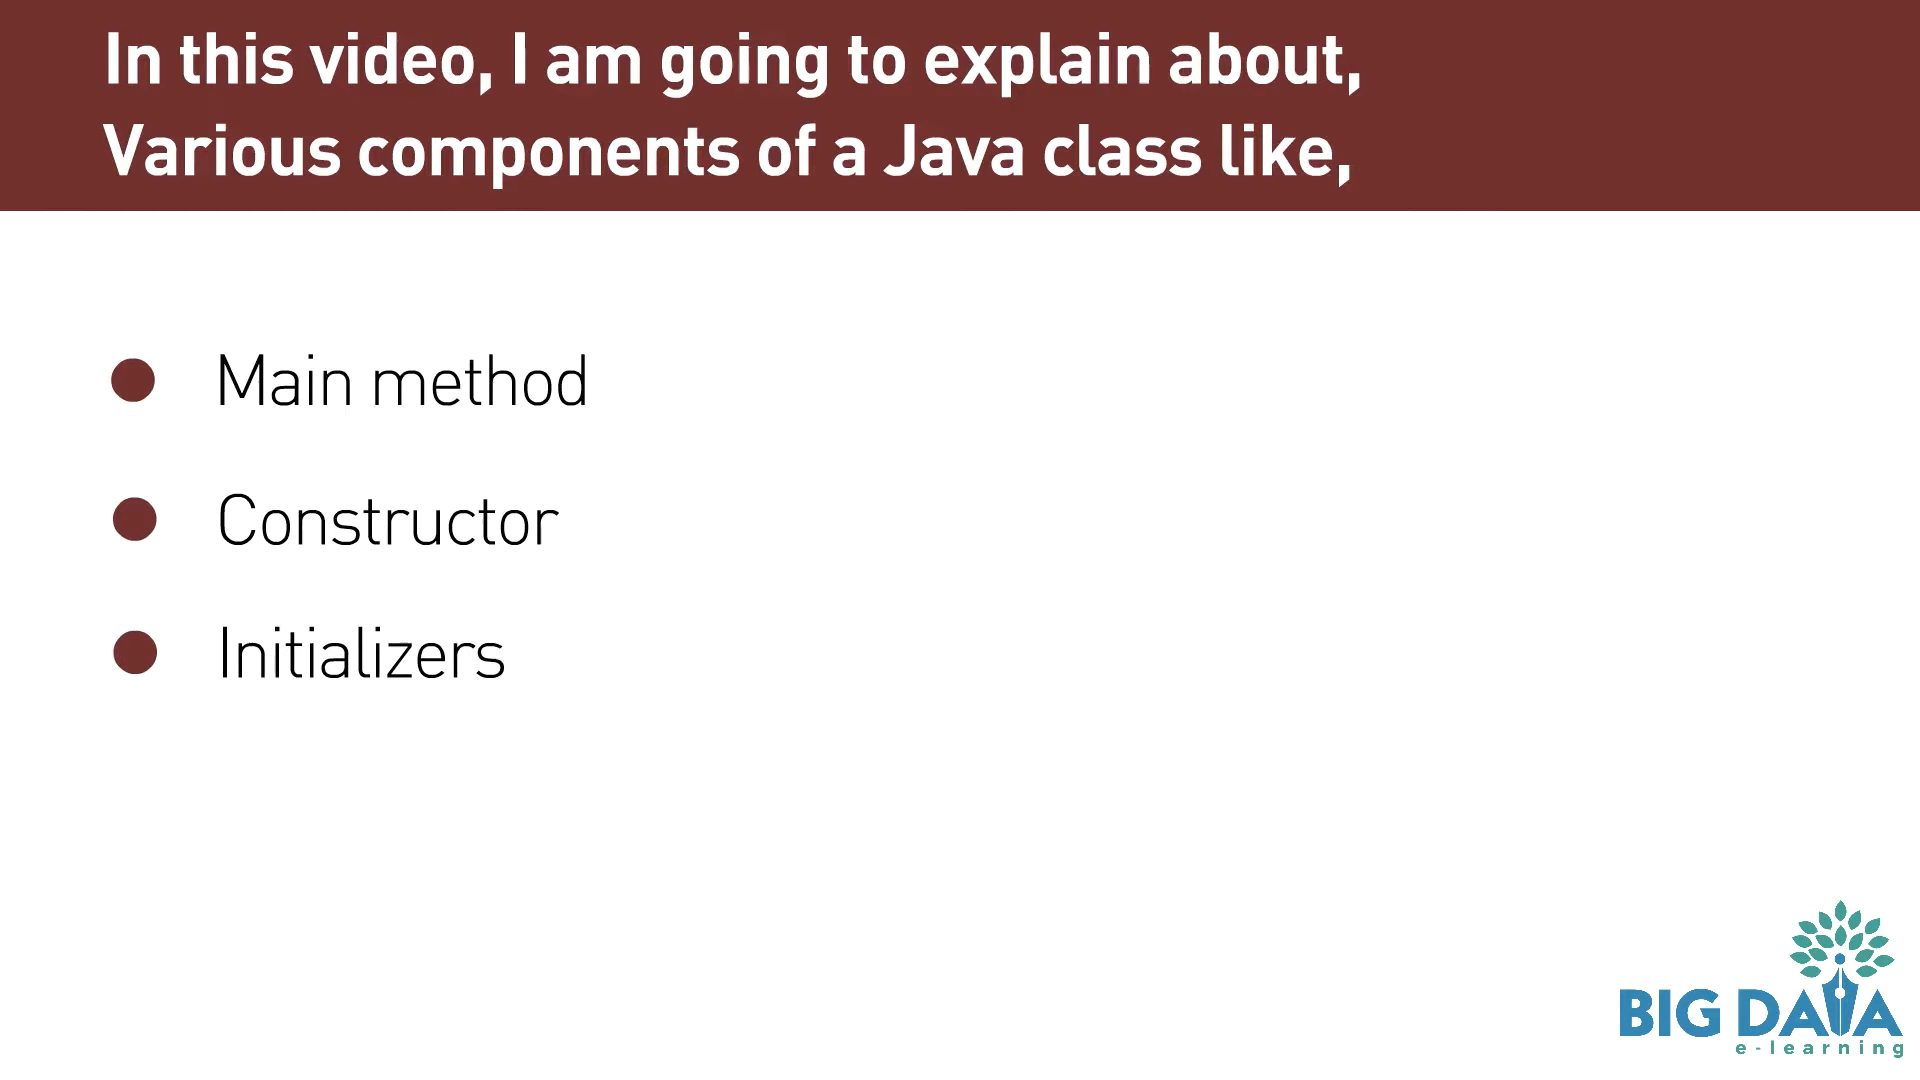 In this video, I am going to explain about,
Various components of a Java class like,
Main method
Constructor
Initializers
BIG DATA
e-learning